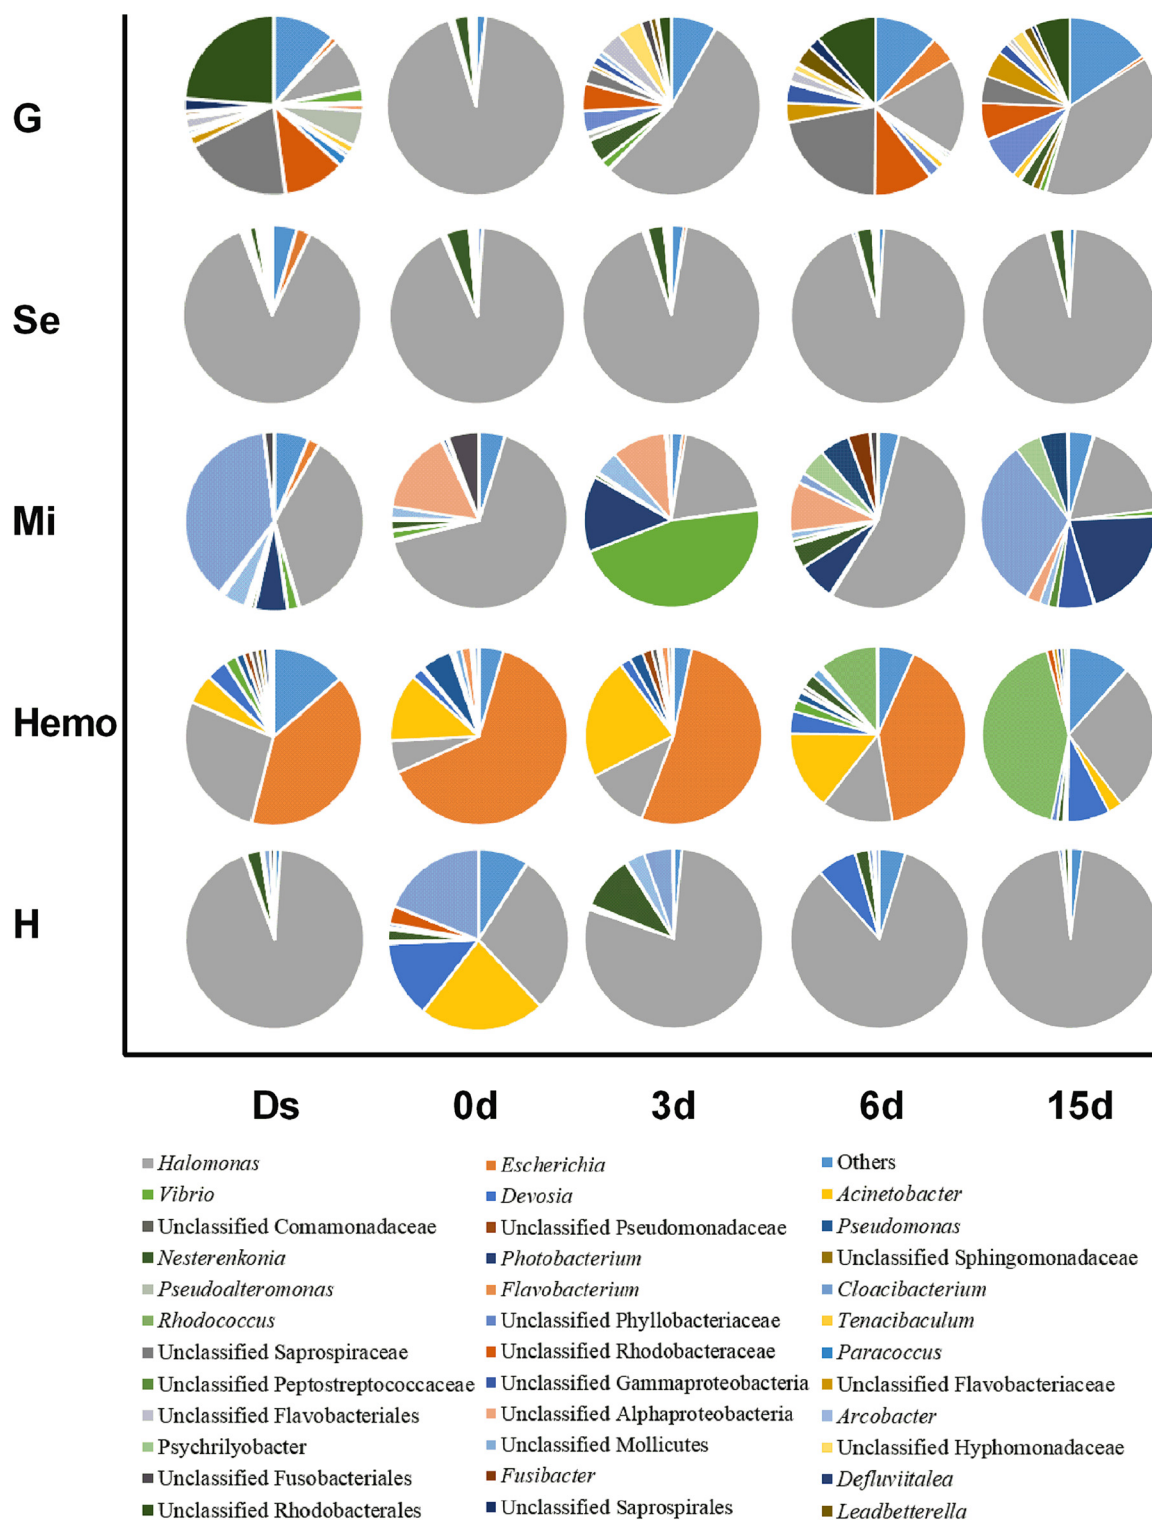 G
Se
Mi
Hemo
H
Ds 0d 3d 6d 15d
Halomonas Escherichia Others
Vibrio Devosia Acinetobacter
Unclassified Comamonadaceae Unclassified Pseudomonadaceae Pseudomonas
Nesterenkonia Photobacterium Unclassified Sphingomonadaceae
Pseudoalteromonas Flavobacterium Cloacibacterium
Rhodococcus Unclassified Phyllobacteriaceae Tenacibaculum
Unclassified Saprospiraceae Unclassified Rhodobacteraceae Paracoccus
Unclassified Peptostreptococcaceae Unclassified Gammaproteobacteria Unclassified Flavobacteriaceae
Unclassified Flavobacteriales Unclassified Alphaproteobacteria Arcobacter
Psychrilyobacter Unclassified Mollicutes Unclassified Hyphomonadaceae
Unclassified Fusobacteriales Fusibacter Defluviitalea
Unclassified Rhodobacterales Unclassified Saprospirales Leadbetterella